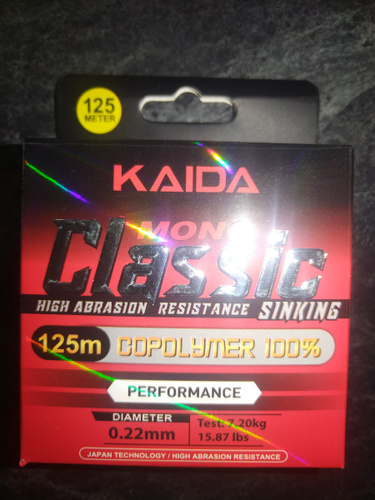 125
METER
KAIDA
MONO
Classic
HIGH ABRASION RESISTANCE SINKING
125m COPOLYMER 100%
PERFORMANCE
DIAMETER
0.22mm
Test: 7.20kg
15.87 lbs
JAPAN TECHNOLOGY / HIGH ABRASION RESISTANCE